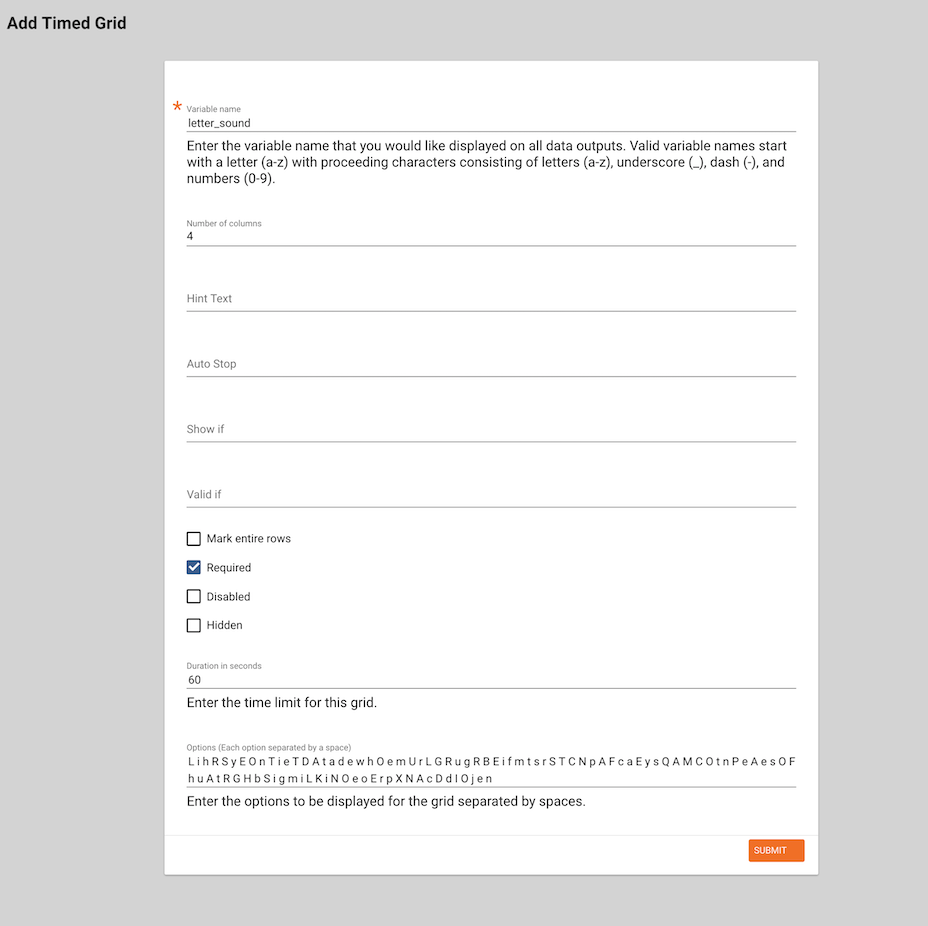 Add Timed Grid
* Variable name
letter_sound
Enter the variable name that you would like displayed on all data outputs. Valid variable names start
with a letter (a-z) with proceeding characters consisting of letters (a-z), underscore (_), dash (-), and
numbers (0-9).
Number of columns
4
Hint Text
Auto Stop
Show if
Valid if
Mark entire rows
Required
Disabled
Hidden
Duration in seconds
60
Enter the time limit for this grid.
Options (Each option separated by a space)
L i h R S y E O n T i e T D A t a d e w h O e m U r L G R u g R B E i f m t s r S T C N p A F c a E y s Q A M C O t n P e A e s O F
h u A t R G H b S i g m i L K i N O e o E r p X N A c D d I O j e n
Enter the options to be displayed for the grid separated by spaces.
SUBMIT